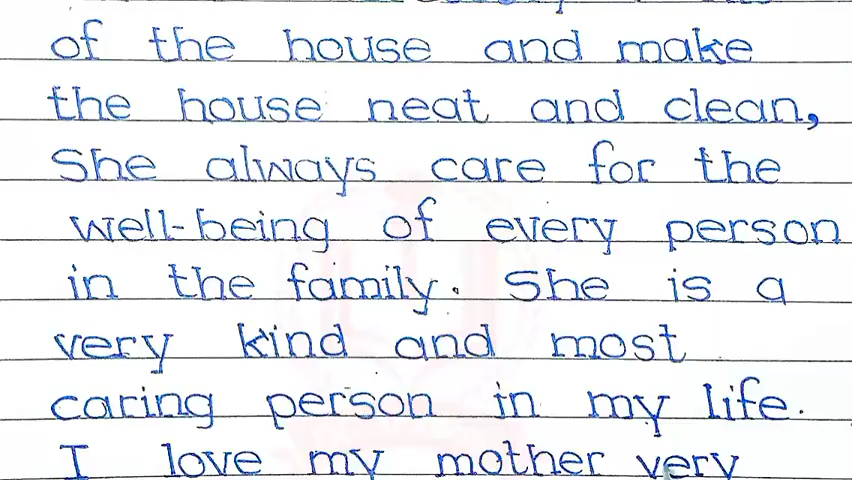 of the house and make
the house neat and clean,
She always care for the
well-being of every person
in the family. She is a
very kind and most
caring person in my life.
I love my mother very